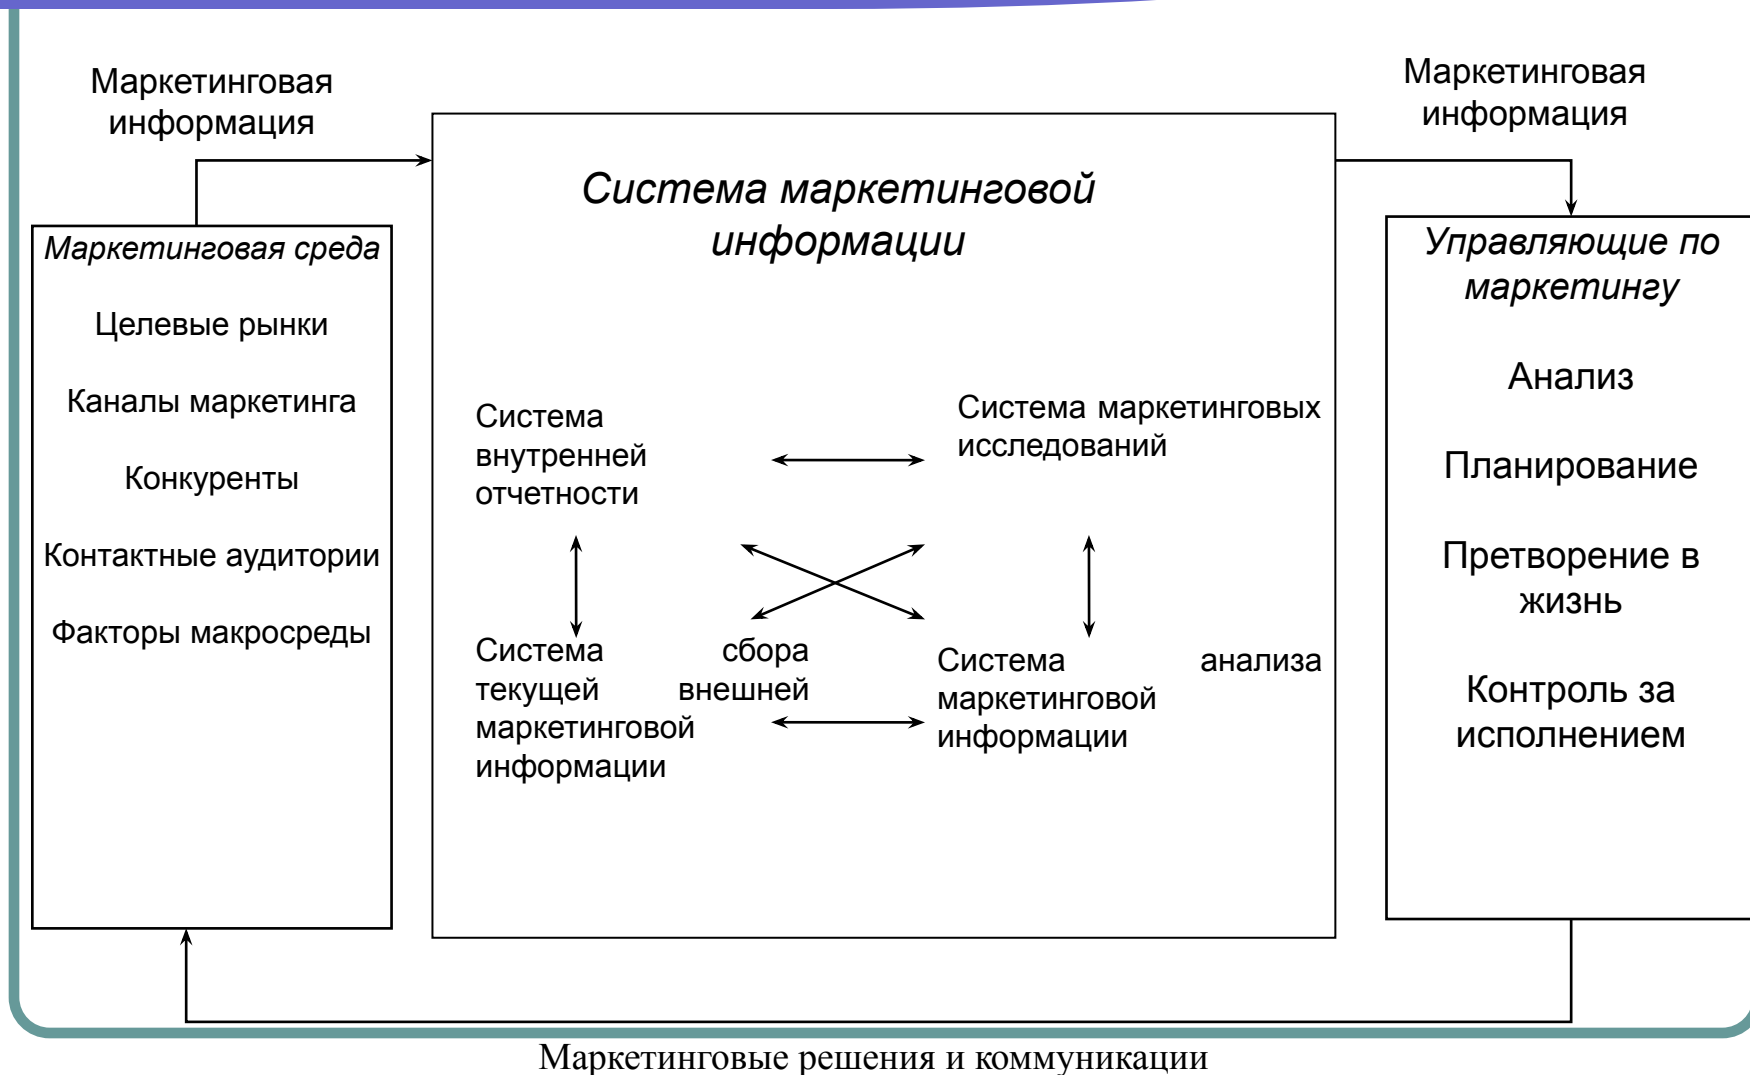 Маркетинговая
информация
Маркетинговая
информация
Маркетинговая среда
Целевые рынки
Каналы маркетинга
Конкуренты
Контактные аудитории
Факторы макросреды
Система маркетинговой
информации
Система
внутренней
отчетности
Система маркетинговых
исследований
Система сбора
текущей внешней
маркетинговой
информации
Система анализа
маркетинговой
информации
Управляющие по
маркетингу
Анализ
Планирование
Претворение в
жизнь
Контроль за
исполнением
Маркетинговые решения и коммуникации